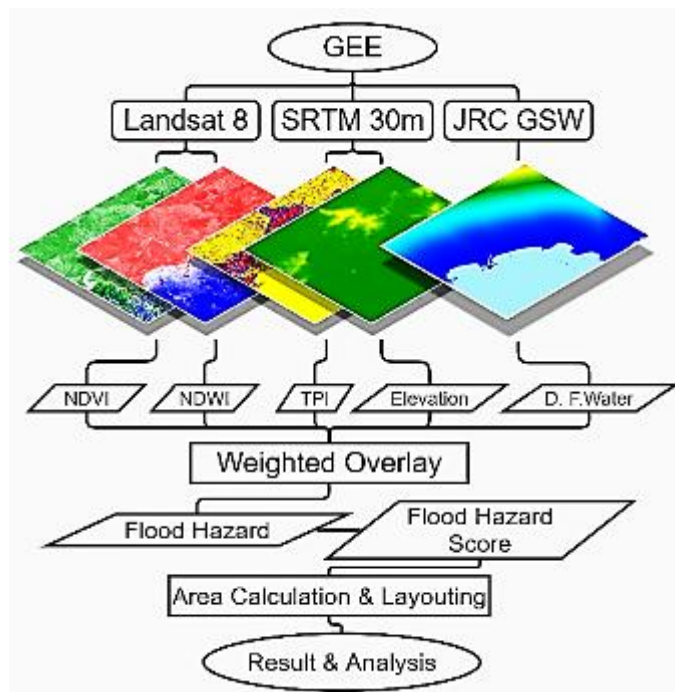 GEE
Landsat 8
SRTM 30m
JRC GSW
NDVI
NDWI
TPI
Elevation
D. F.Water
Weighted Overlay
Flood Hazard
Flood Hazard
Score
Area Calculation & Layouting
Result & Analysis